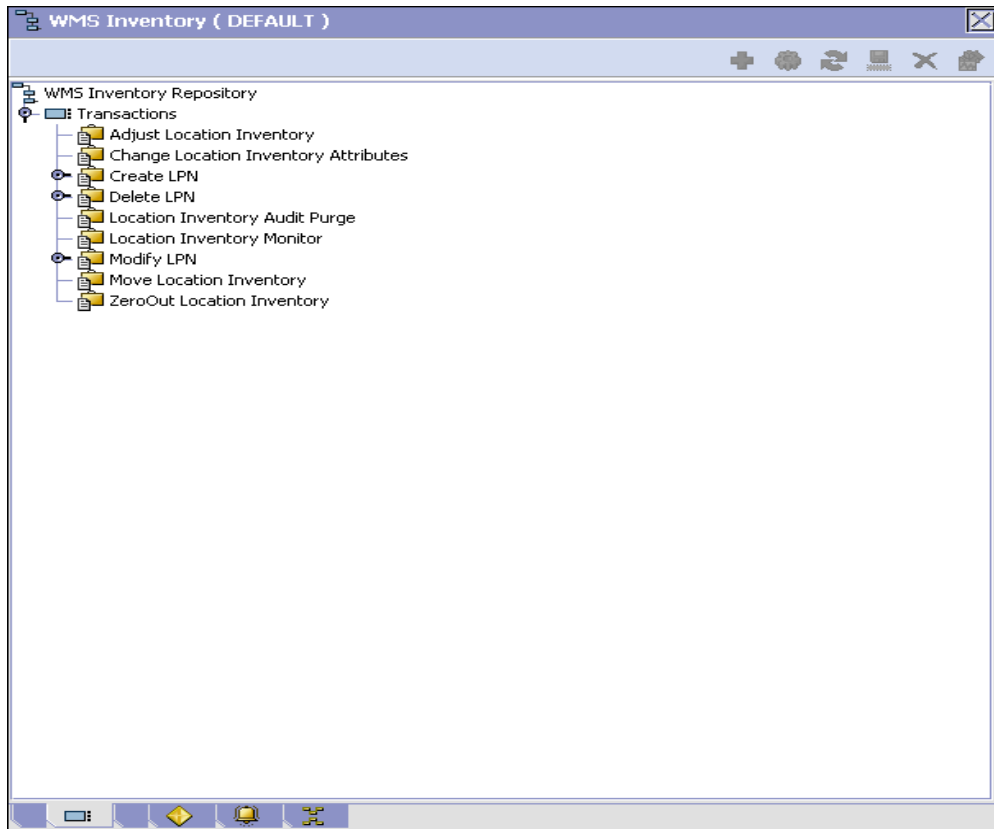 WMS Inventory ( DEFAULT )
WMS Inventory Repository
Transactions
Adjust Location Inventory
Change Location Inventory Attributes
Create LPN
Delete LPN
Location Inventory Audit Purge
Location Inventory Monitor
Modify LPN
Move Location Inventory
ZeroOut Location Inventory